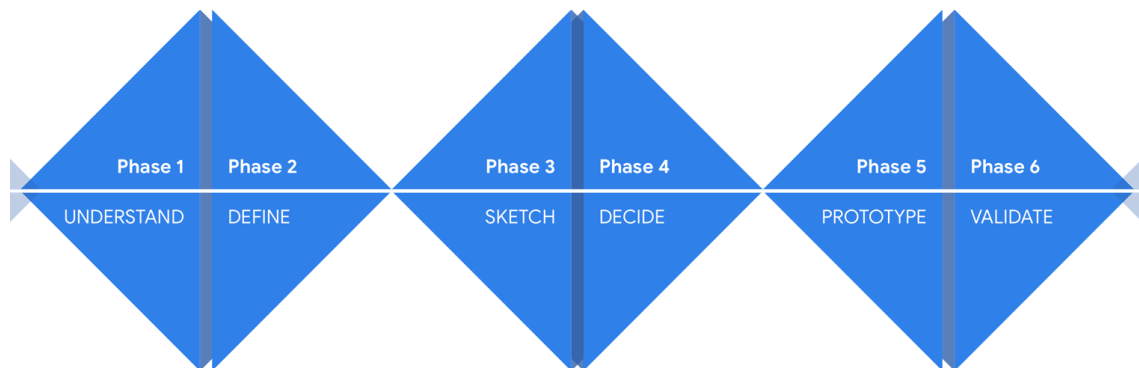 Phase 1
UNDERSTAND
Phase 2
DEFINE
Phase 3
SKETCH
Phase 4
DECIDE
Phase 5
PROTOTYPE
Phase 6
VALIDATE